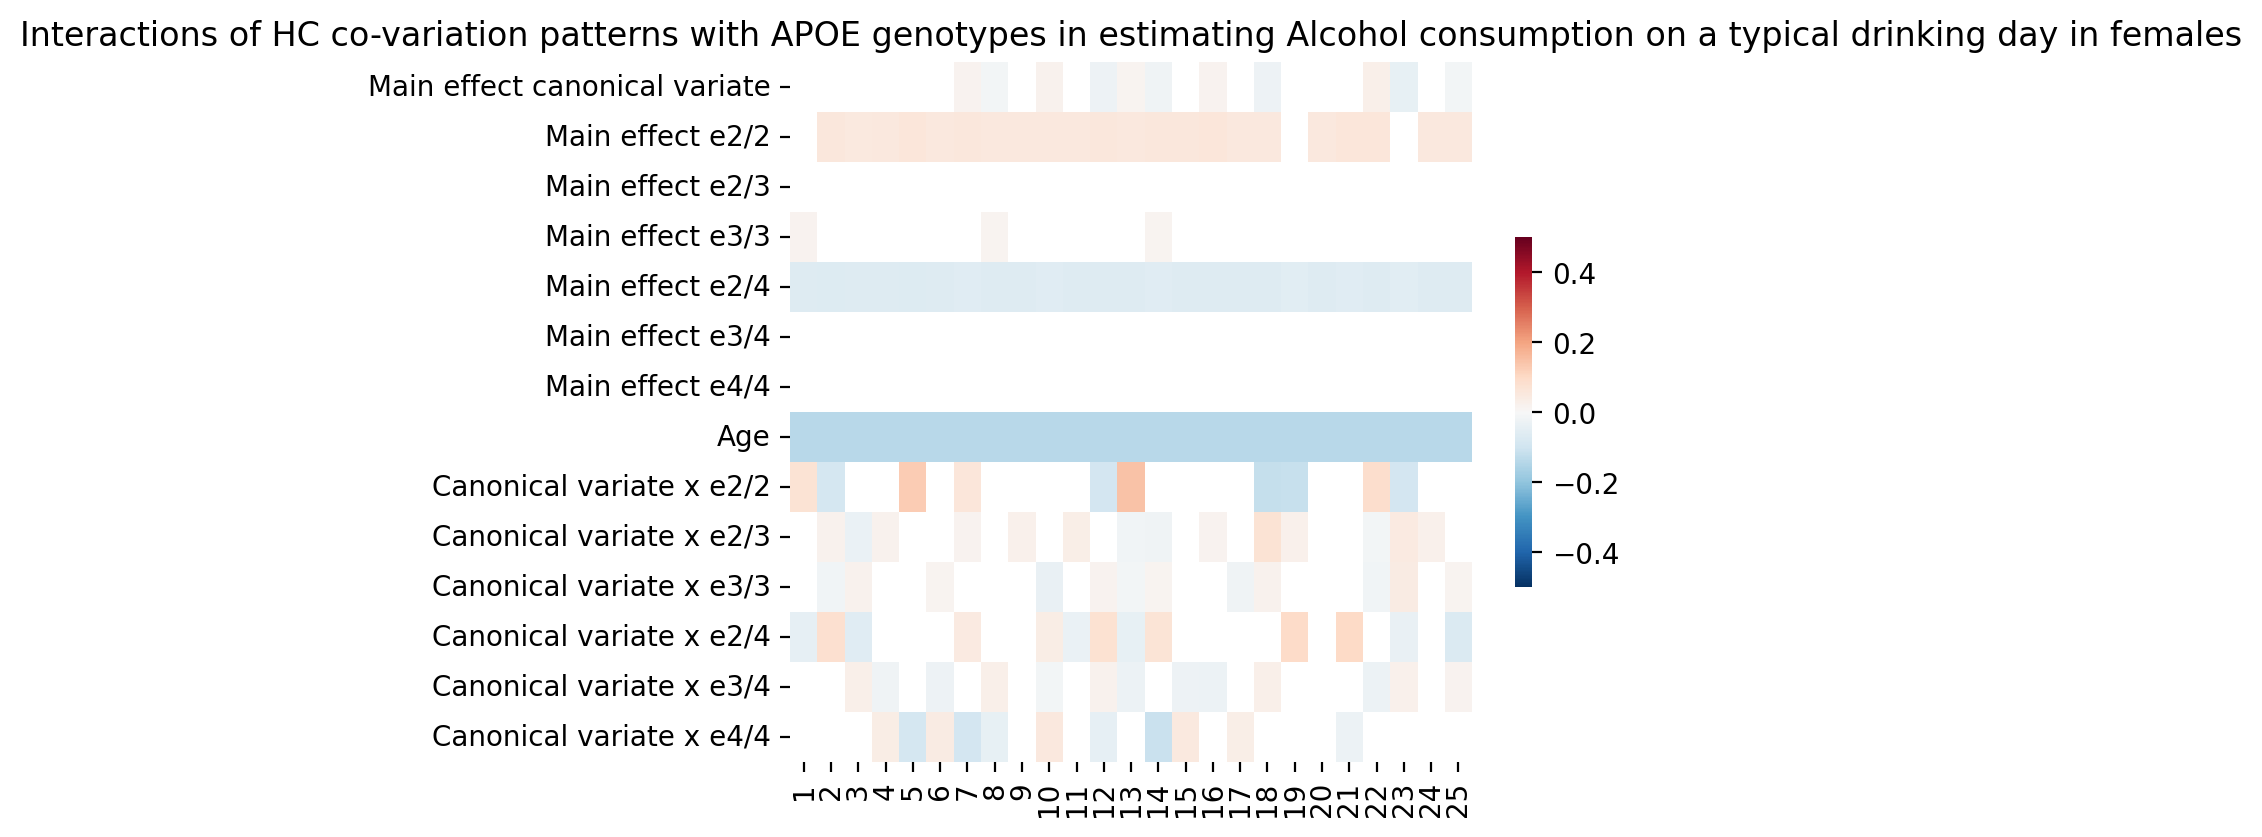 Interactions of HC co-variation patterns with APOE genotypes in estimating Alcohol consumption on a typical drinking day in females
Main effect canonical variate
Main effect e2/2
Main effect e2/3
Main effect e3/3
Main effect e2/4
Main effect e3/4
Main effect e4/4
Age
Canonical variate x e2/2
Canonical variate x e2/3
Canonical variate x e3/3
Canonical variate x e2/4
Canonical variate x e3/4
Canonical variate x e4/4
1 2 3 4 5 6 7 8 9 10 11 12 13 14 15 16 17 18 19 20 21 22 23 24 25
0.4
0.2
0.0
−0.2
−0.4